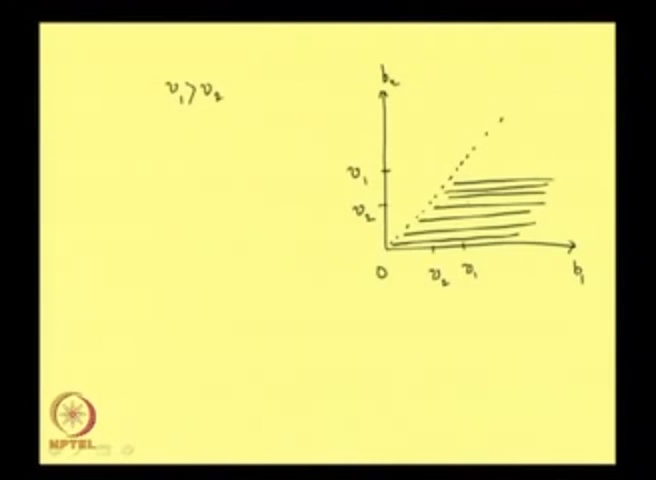 v₁>v₂
b₂
v₁
v₂
0
v₂ v₁
b₁
NPTEL